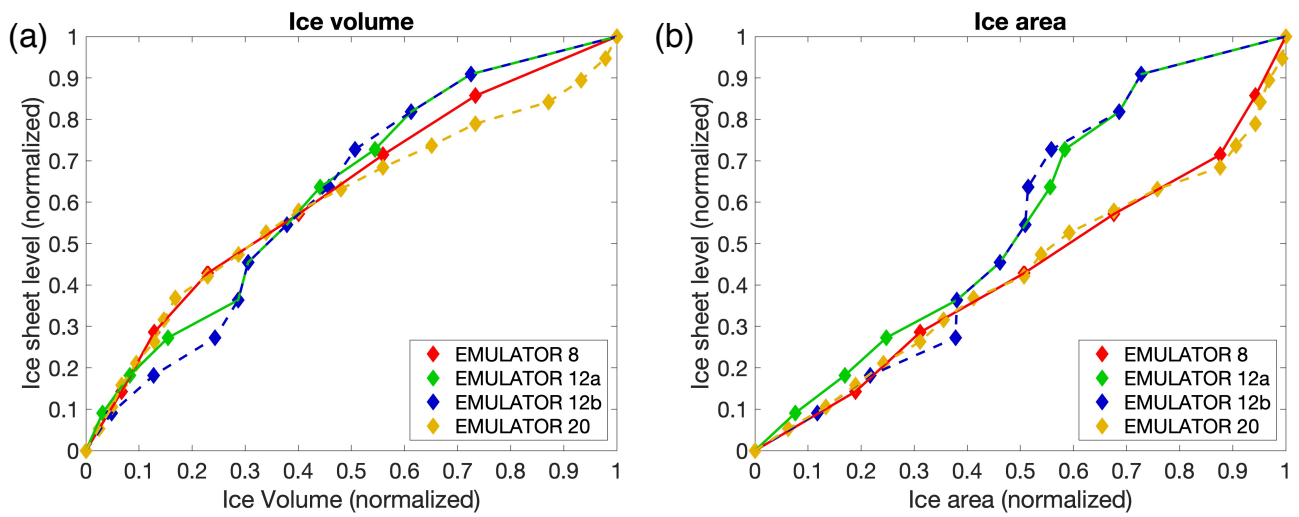 (a)
Ice volume
Ice sheet level (normalized)
1
0.9
0.8
0.7
0.6
0.5
0.4
0.3
0.2
0.1
0
0 0.1 0.2 0.3 0.4 0.5 0.6 0.7 0.8 0.9 1
Ice Volume (normalized)
EMULATOR 8
EMULATOR 12a
EMULATOR 12b
EMULATOR 20
(b)
Ice area
Ice sheet level (normalized)
1
0.9
0.8
0.7
0.6
0.5
0.4
0.3
0.2
0.1
0
0 0.1 0.2 0.3 0.4 0.5 0.6 0.7 0.8 0.9 1
Ice area (normalized)
EMULATOR 8
EMULATOR 12a
EMULATOR 12b
EMULATOR 20